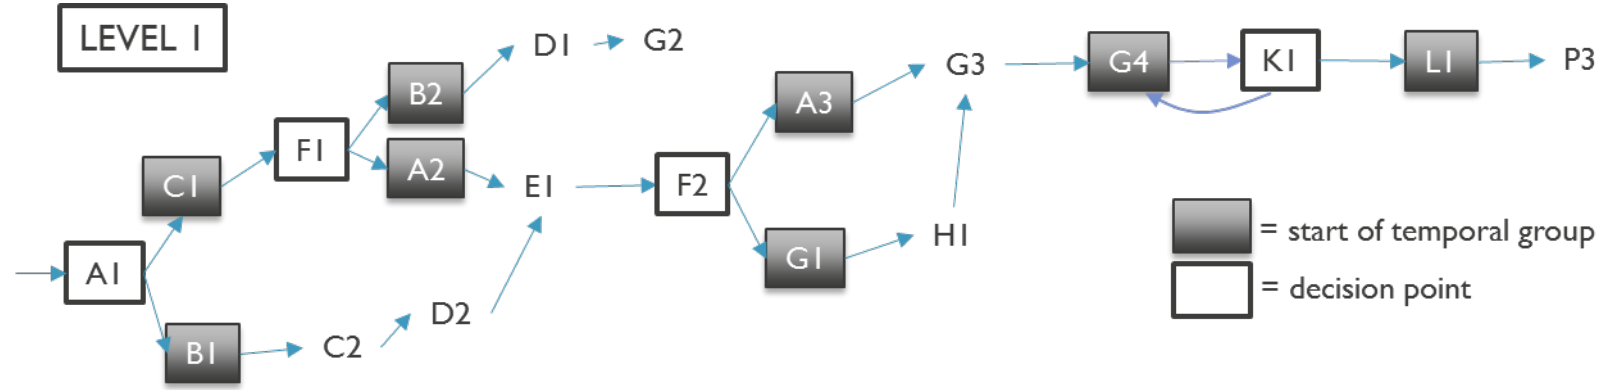 LEVEL 1
A1
C1
B1
F1
C2
B2
A2
D2
D1
G2
E1
F2
A3
G1
H1
G3
G4
K1
L1
P3
= start of temporal group
= decision point